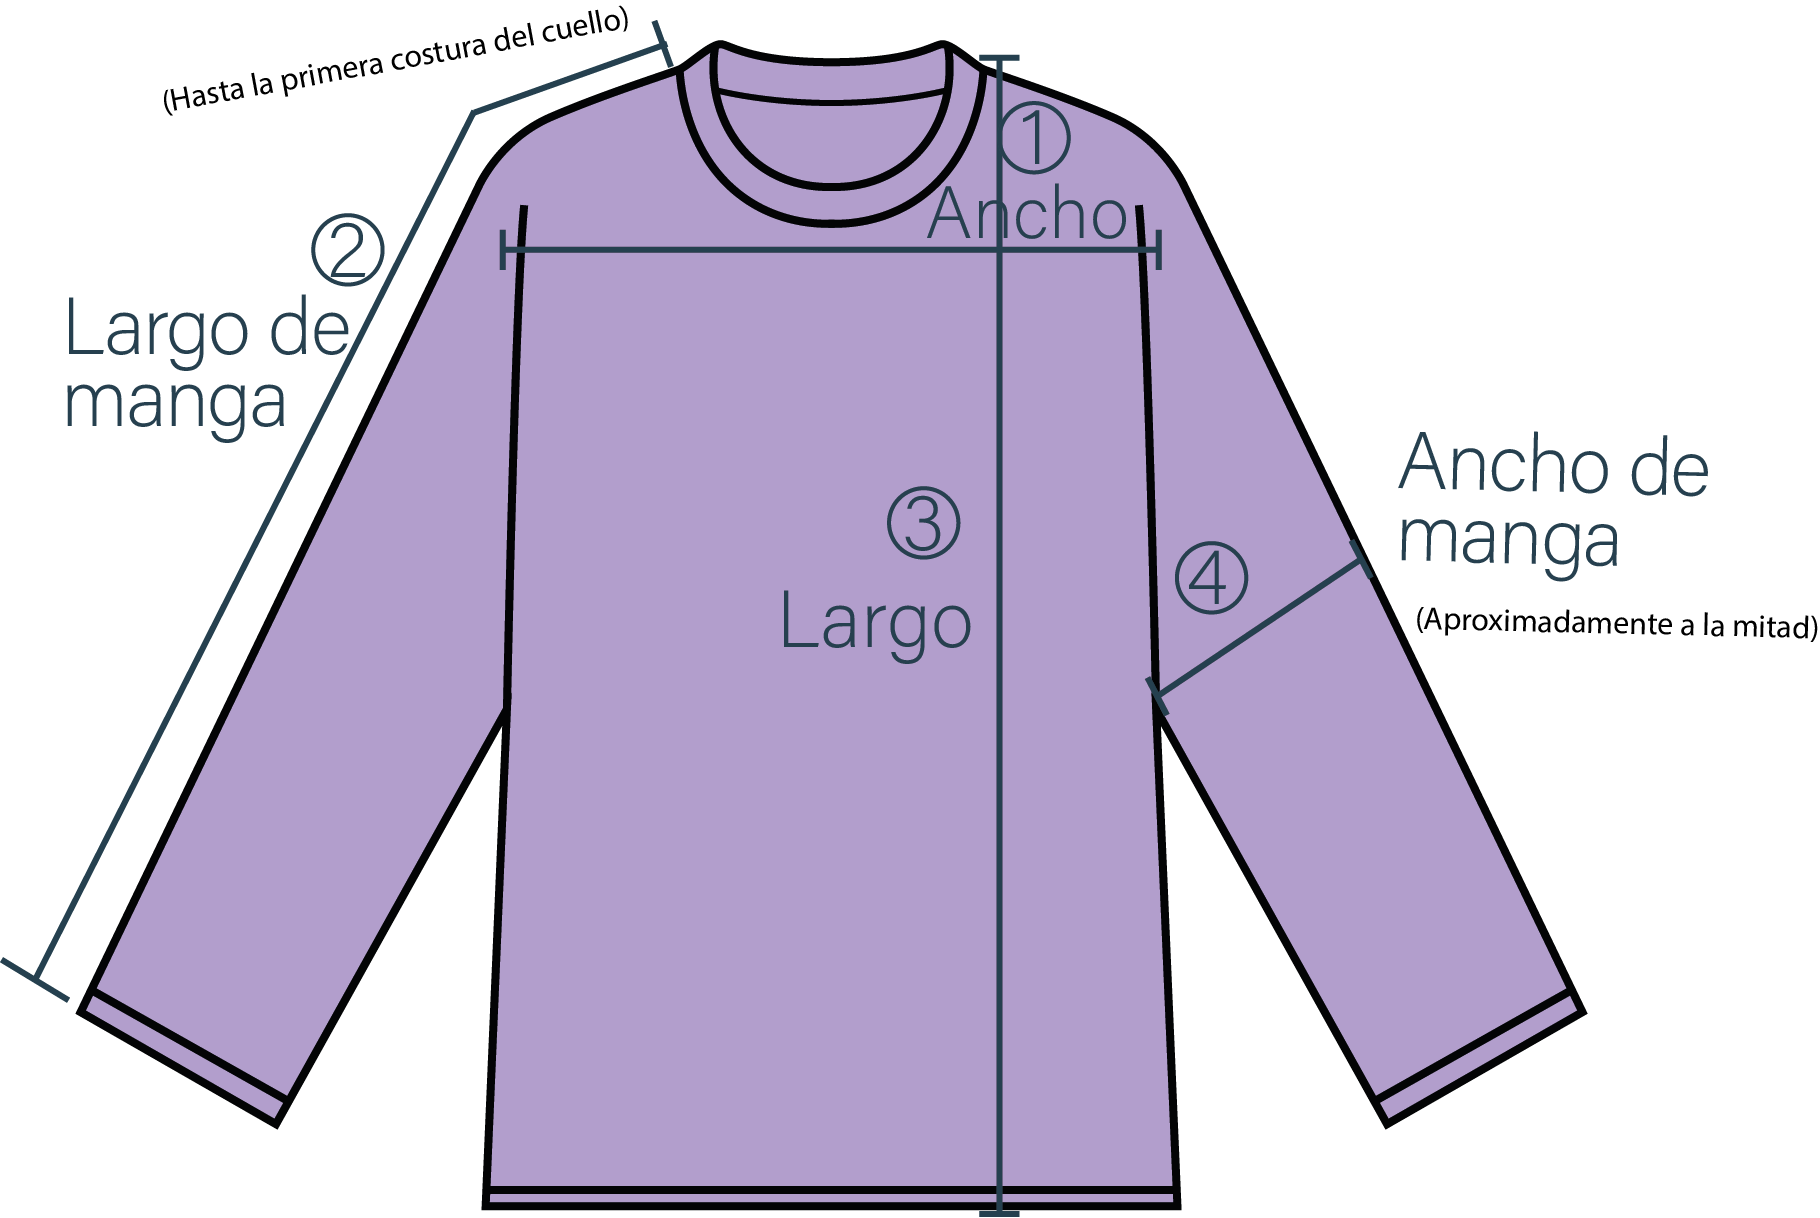 (Hasta la primera costura del cuello)
①
Ancho
②
Largo de
manga
③
Largo
④
Ancho de
manga
(Aproximadamente a la mitad)